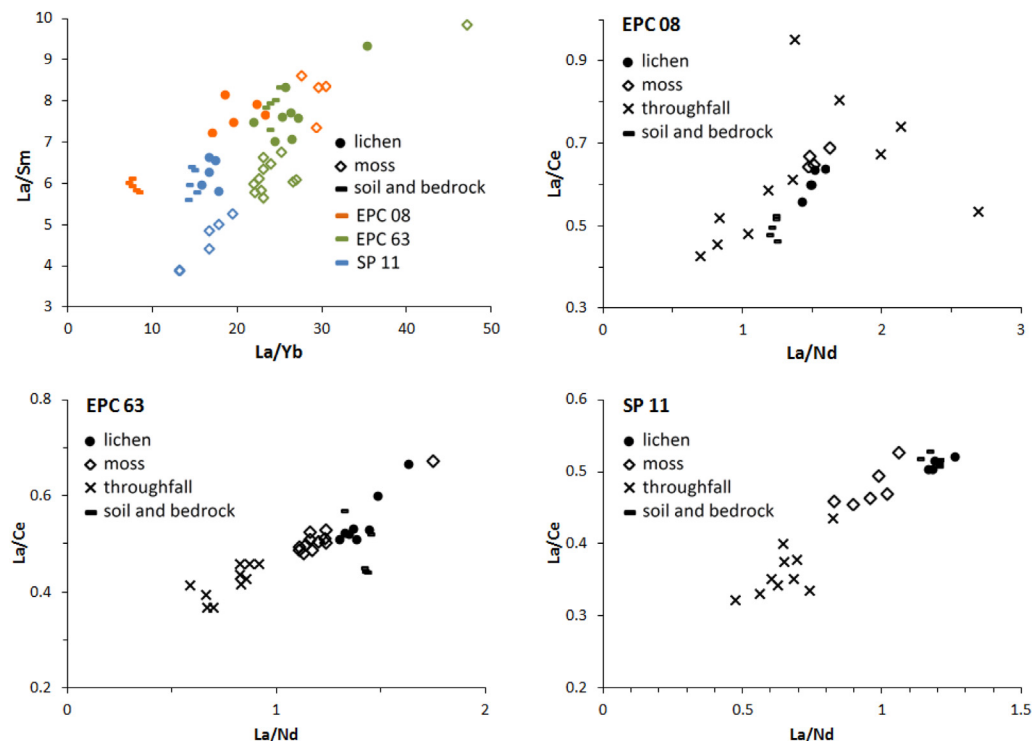 10
9
8
7
6
5
4
3
La/Sm
0
10
20
30
40
50
La/Yb
lichen
moss
soil and bedrock
EPC 08
EPC 63
SP 11
EPC 08
lichen
moss
throughfall
soil and bedrock
0.9
0.7
0.5
0.3
La/Ce
0
1
2
3
La/Nd
EPC 63
lichen
moss
throughfall
soil and bedrock
0.8
0.6
0.4
0.2
La/Ce
0
1
2
La/Nd
SP 11
lichen
moss
throughfall
soil and bedrock
0.6
0.5
0.4
0.3
0.2
La/Ce
0
0.5
1
1.5
La/Nd